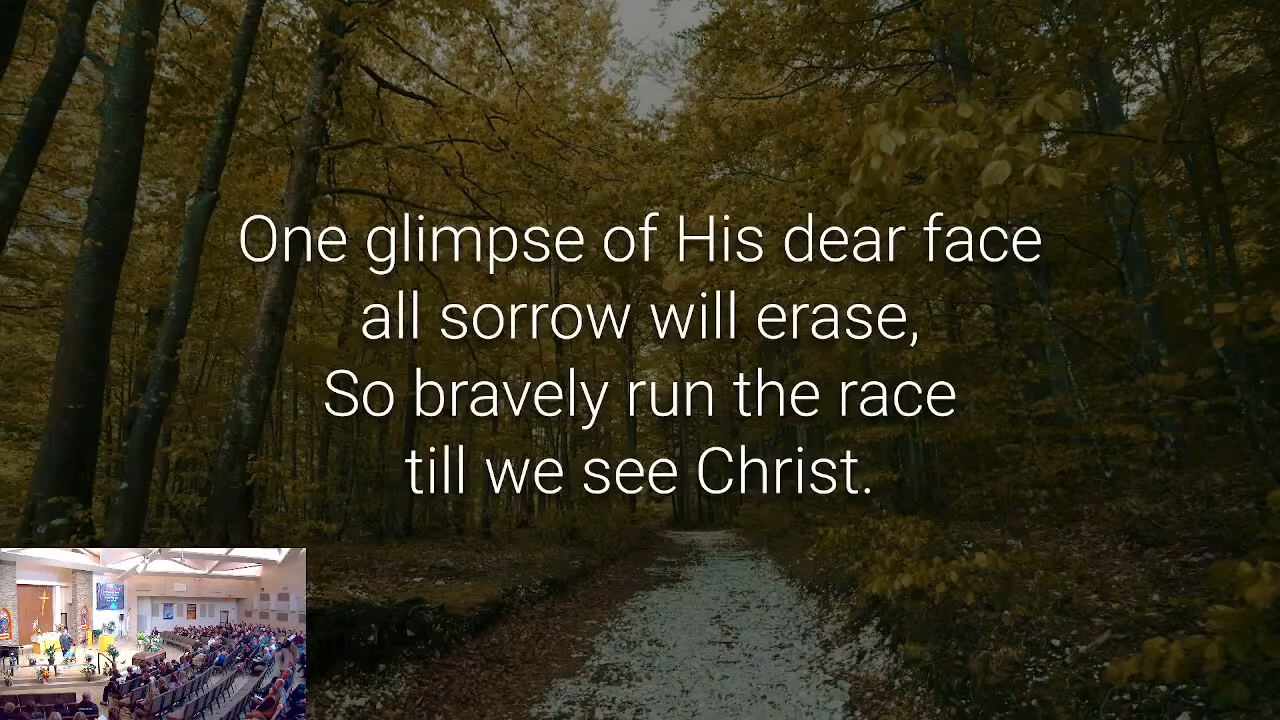 One glimpse of His dear face
all sorrow will erase,
So bravely run the race
till we see Christ.